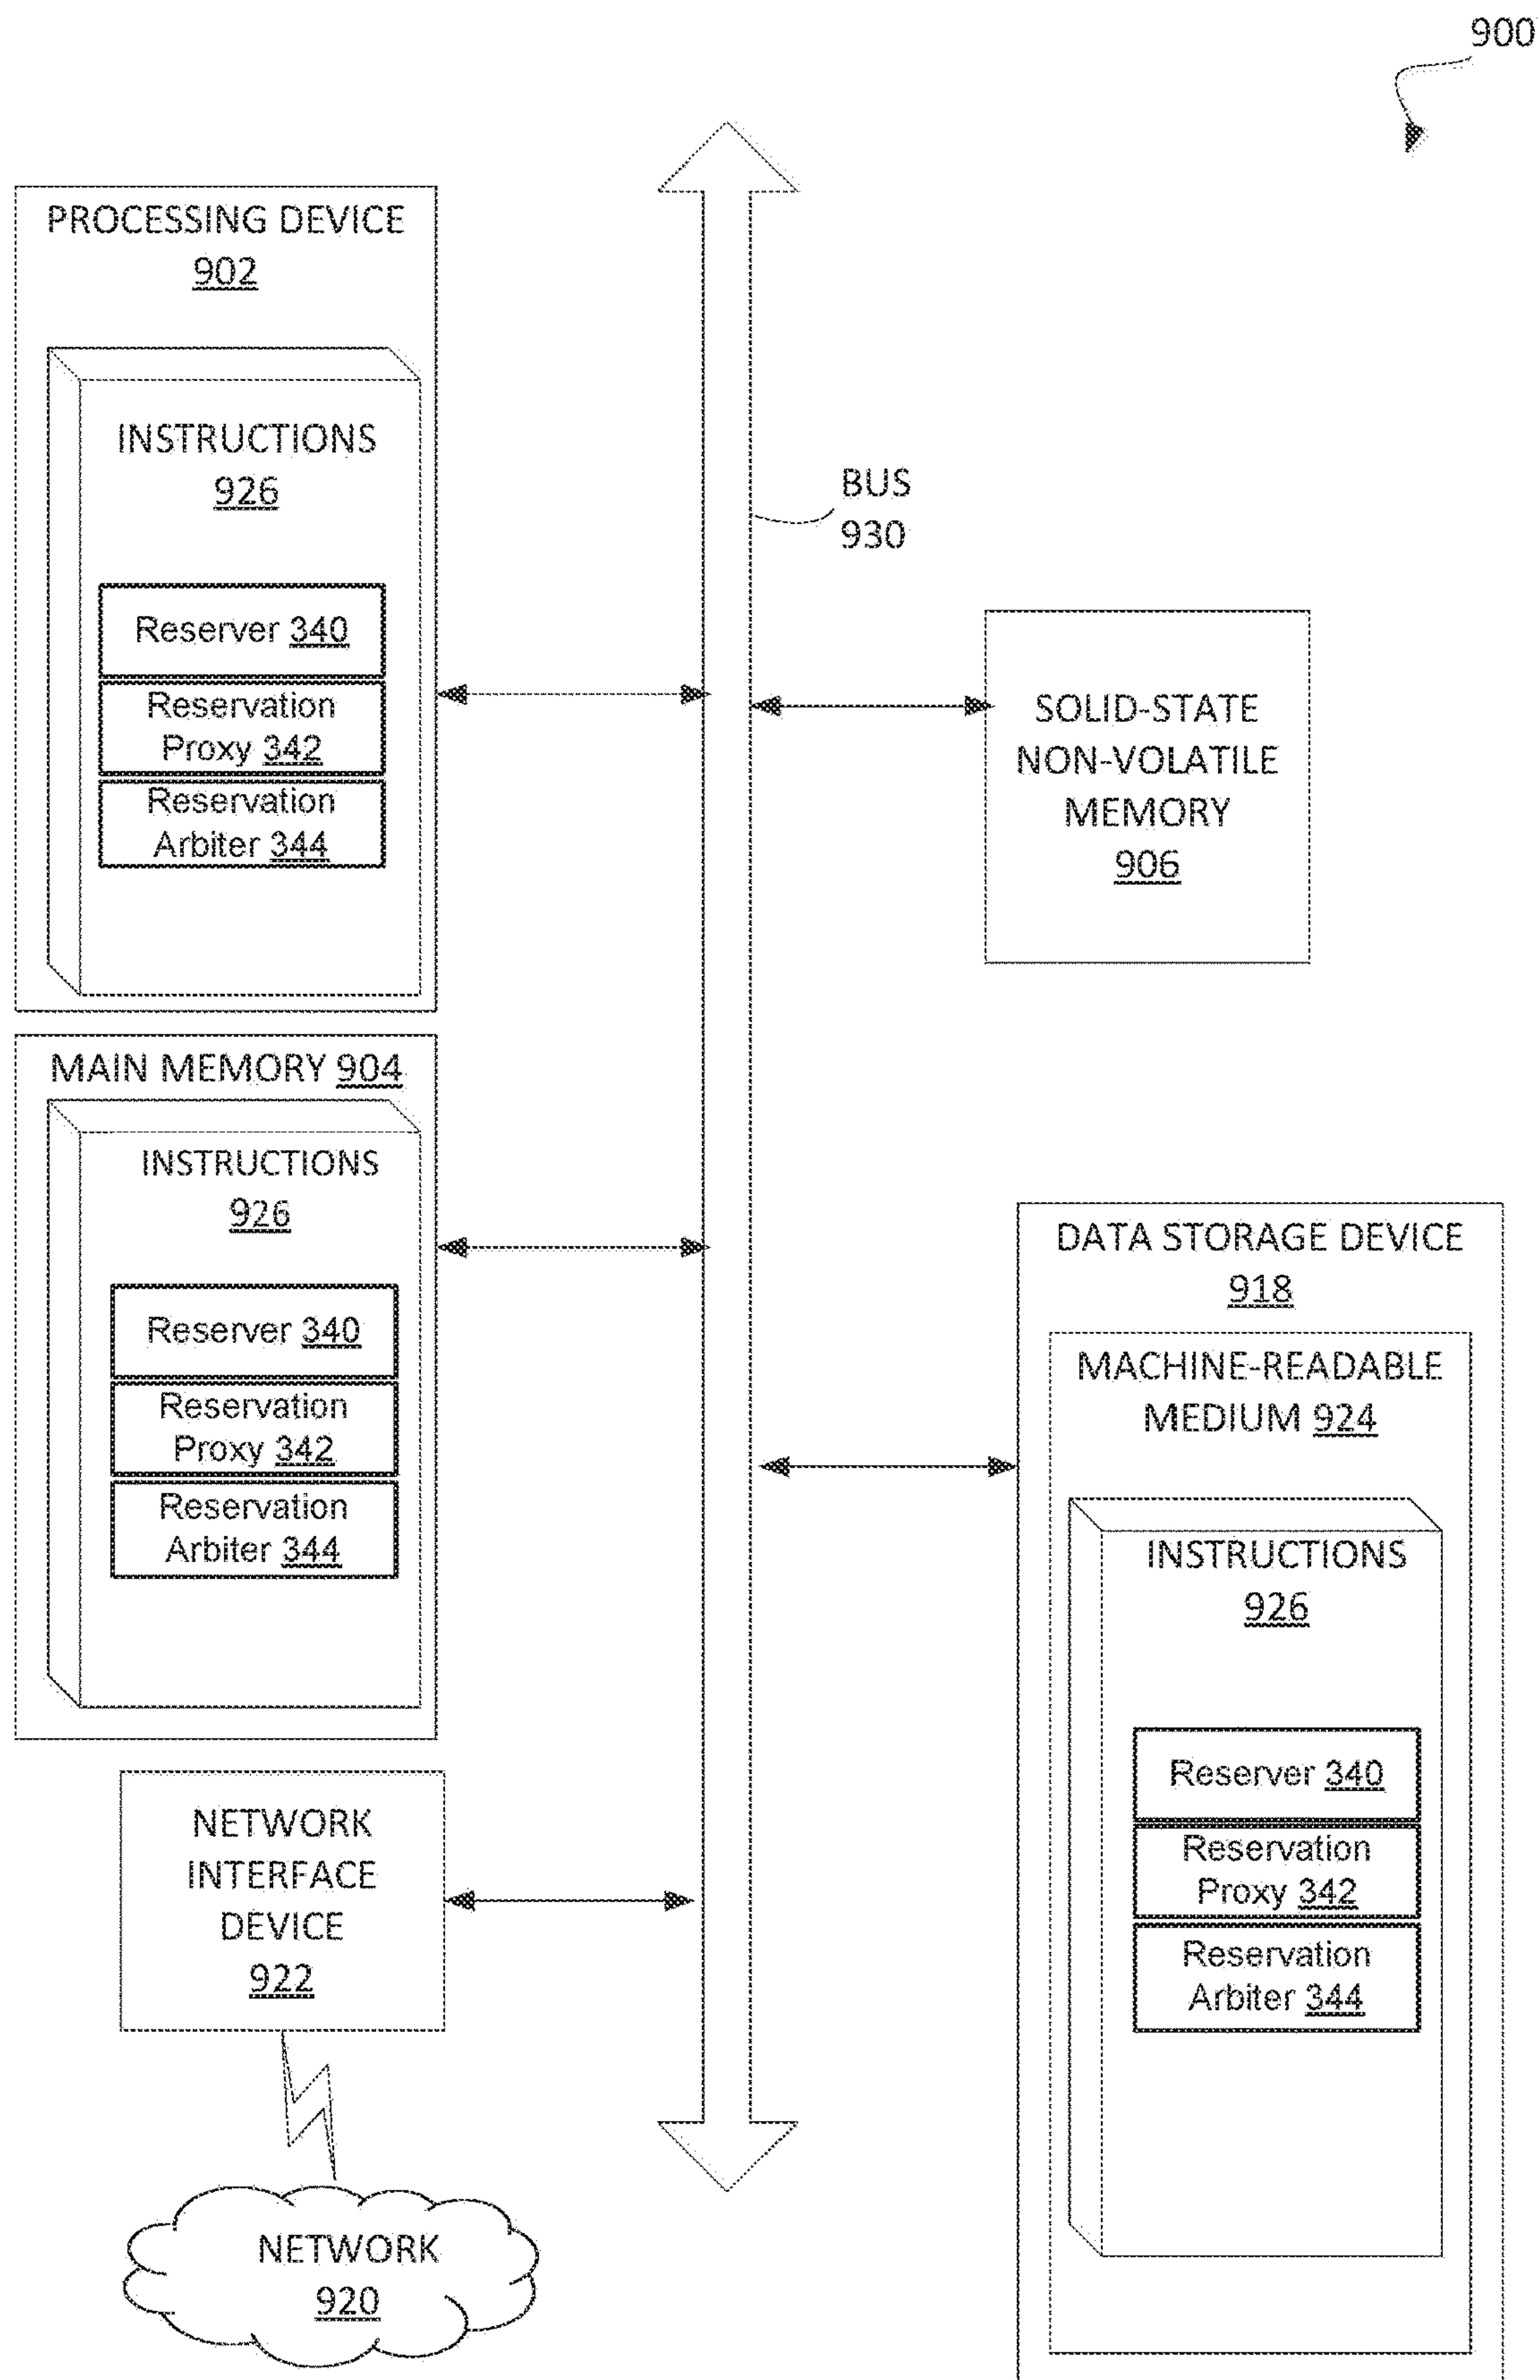 900
PROCESSING DEVICE
902
INSTRUCTIONS
926
Reserver 340
Reservation
Proxy 342
Reservation
Arbiter 344
BUS
930
SOLID-STATE
NON-VOLATILE
MEMORY
906
MAIN MEMORY 904
INSTRUCTIONS
926
Reserver 340
Reservation
Proxy 342
Reservation
Arbiter 344
DATA STORAGE DEVICE
918
MACHINE-READABLE
MEDIUM 924
INSTRUCTIONS
926
Reserver 340
Reservation
Proxy 342
Reservation
Arbiter 344
NETWORK
INTERFACE
DEVICE
922
NETWORK
920